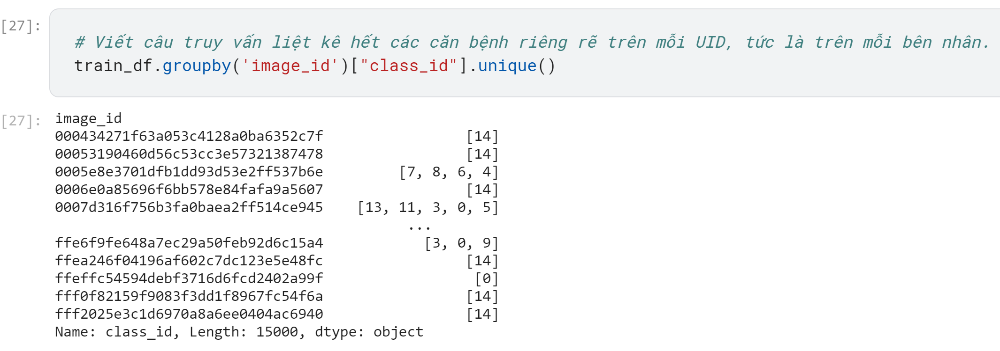 [27]:
# Viết câu truy vấn liệt kê hết các căn bệnh riêng rẽ trên mỗi UID, tức là trên mỗi bên nhân.
train_df.groupby('image_id')["class_id"].unique()
[27]:
image_id
000434271f63a053c4128a0ba6352c7f [14]
00053190460d56c53cc3e57321387478 [14]
0005e8e3701dfb1dd93d53e2ff537b6e [7, 8, 6, 4]
0006e0a85696f6bb578e84fafa9a5607 [14]
0007d316f756b3fa0baea2ff514ce945 [13, 11, 3, 0, 5]
...
ffe6f9fe648a7ec29a50feb92d6c15a4 [3, 0, 9]
ffea246f04196af602c7dc123e5e48fc [14]
ffeffc54594debf3716d6fcd2402a99f [0]
fff0f82159f9083f3dd1f8967fc54f6a [14]
fff2025e3c1d6970a8a6ee0404ac6940 [14]
Name: class_id, Length: 15000, dtype: object